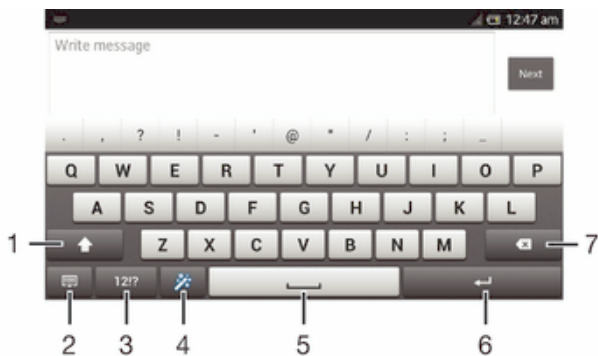 12:47 am
Write message
Next
. , ? ! - ' @ " / : ; _
Q W E R T Y U I O P
A S D F G H J K L
1 Z X C V B N M 7
12!?
2 3 4 5 6